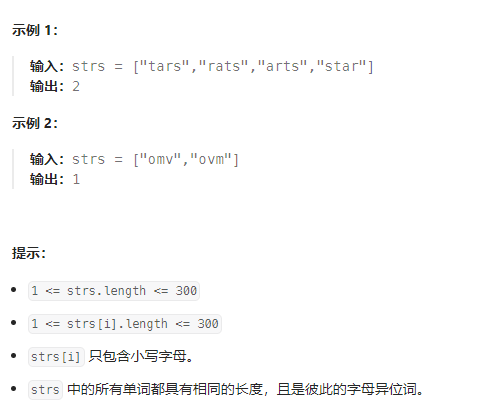 示例 1：
输入：strs = ["tars","rats","arts","star"]
输出：2
示例 2：
输入：strs = ["omv","ovm"]
输出：1
提示：
1 <= strs.length <= 300
1 <= strs[i].length <= 300
strs[i] 只包含小写字母。
strs 中的所有单词都具有相同的长度，且是彼此的字母异位词。